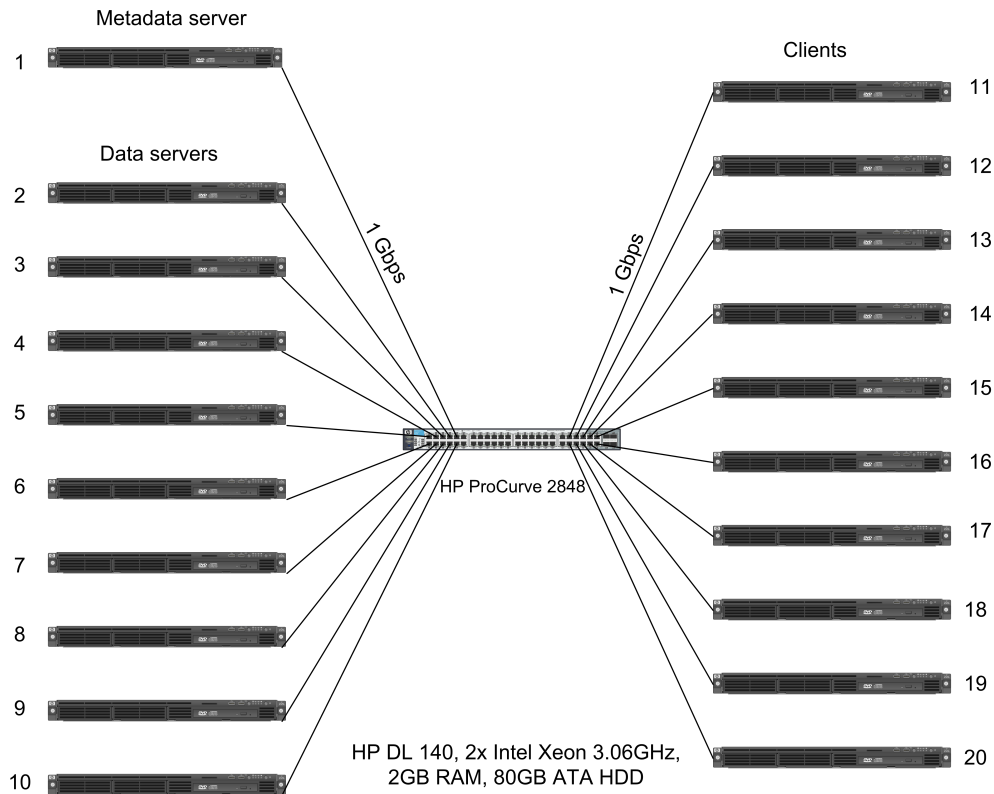 Metadata server
1
Data servers
2
3
4
5
6
7
8
9
10
1 Gbps
1 Gbps
HP ProCurve 2848
HP DL 140, 2x Intel Xeon 3.06GHz,
2GB RAM, 80GB ATA HDD
Clients
11
12
13
14
15
16
17
18
19
20